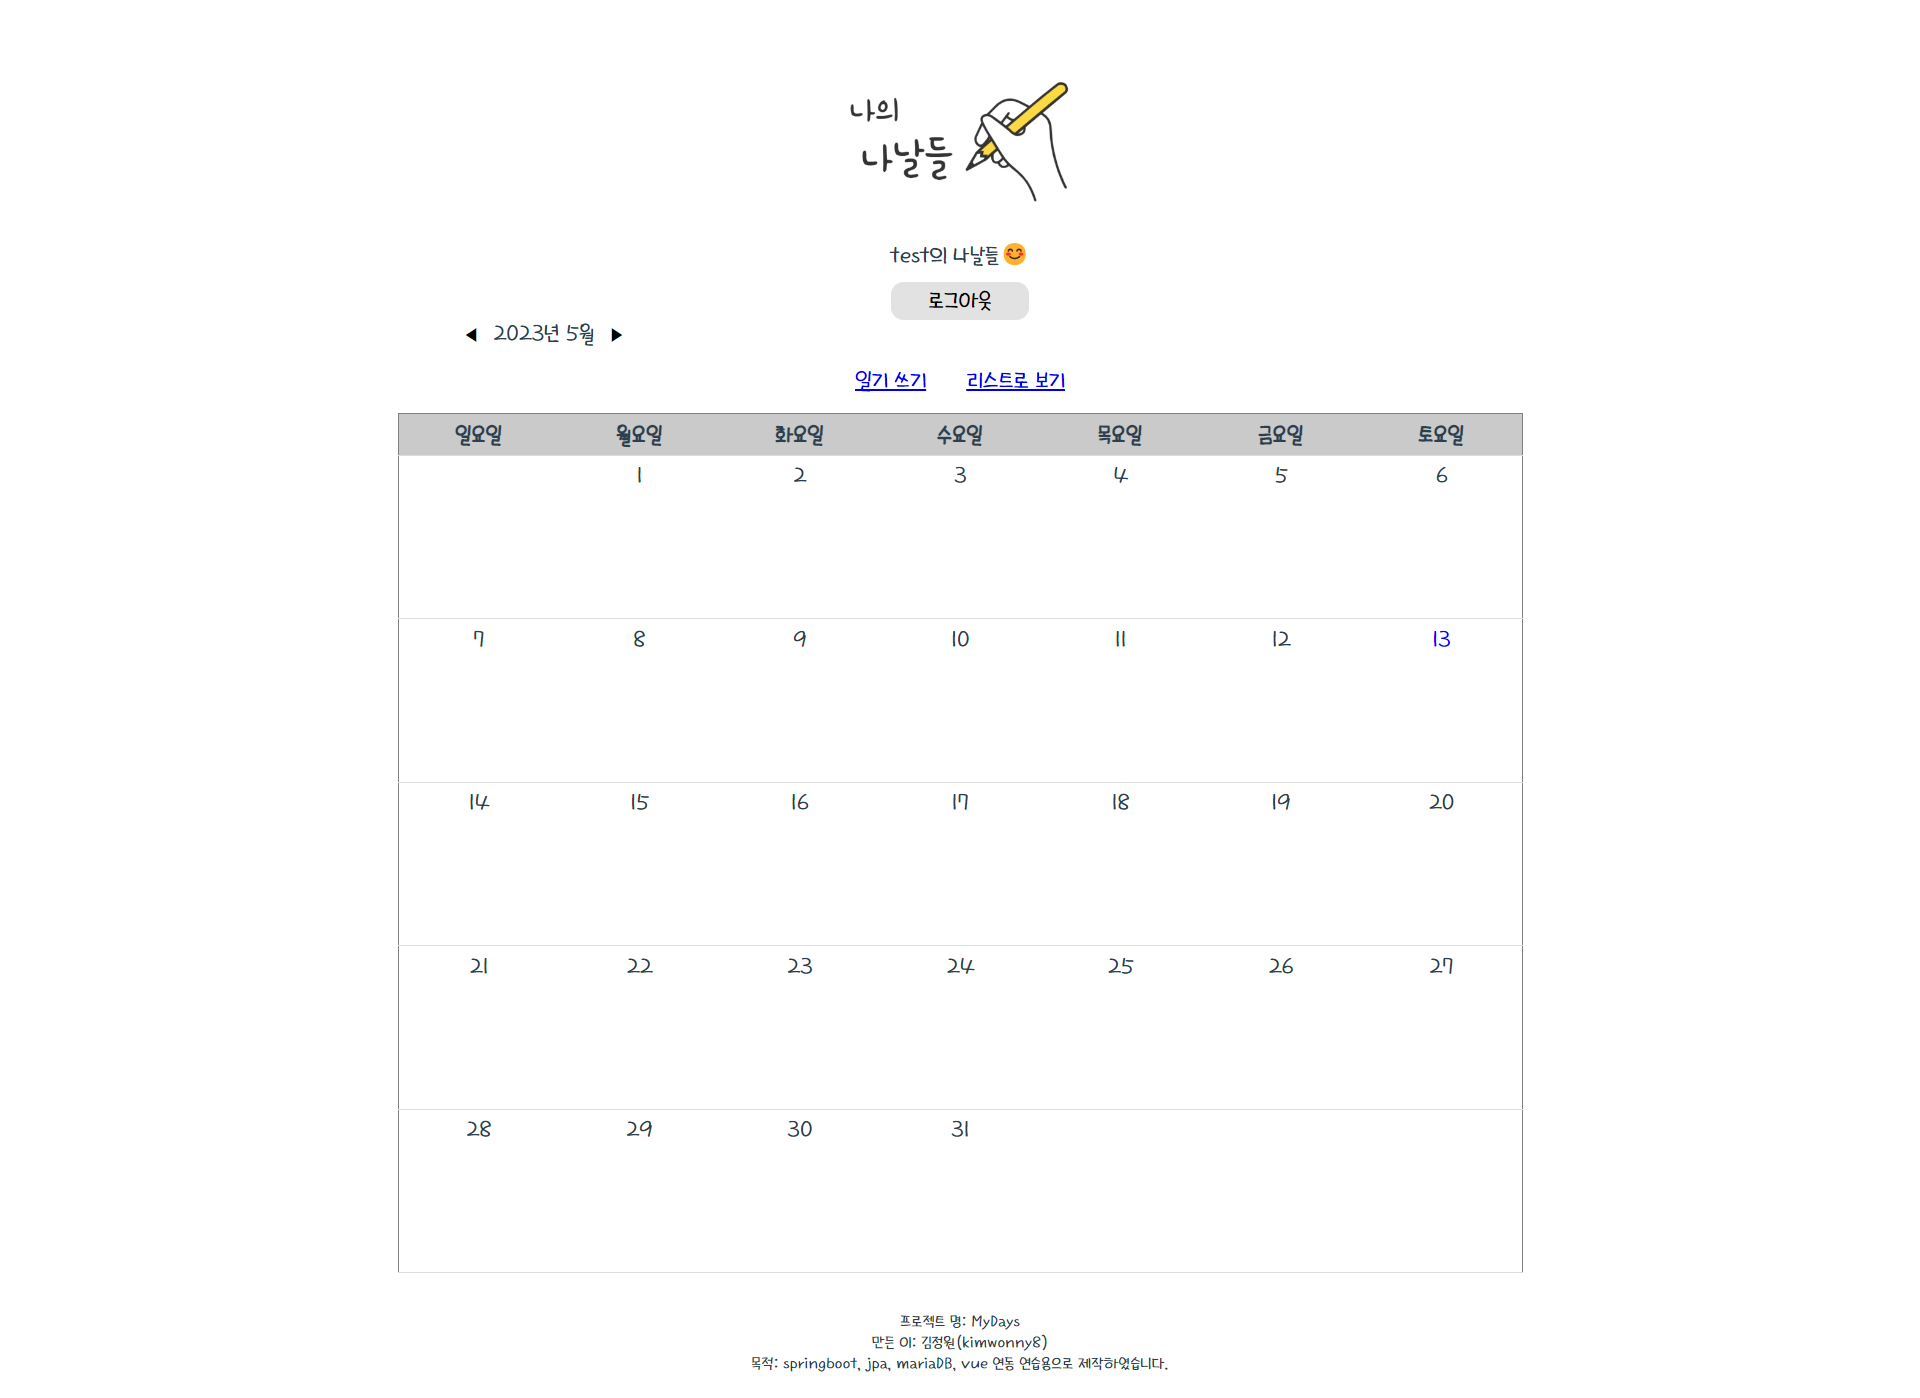 나의
나날들
test의 나날들 😊
로그아웃
◀ 2023년 5월 ▶
일기 쓰기 리스트로 보기
일요일 월요일 화요일 수요일 목요일 금요일 토요일
1 2 3 4 5 6
7 8 9 10 11 12 13
14 15 16 17 18 19 20
21 22 23 24 25 26 27
28 29 30 31
프로젝트 명: MyDays
만든 이: 김정원(kimwonny8)
목적: springboot, jpa, mariaDB, vue 연동 연습용으로 제작하였습니다.